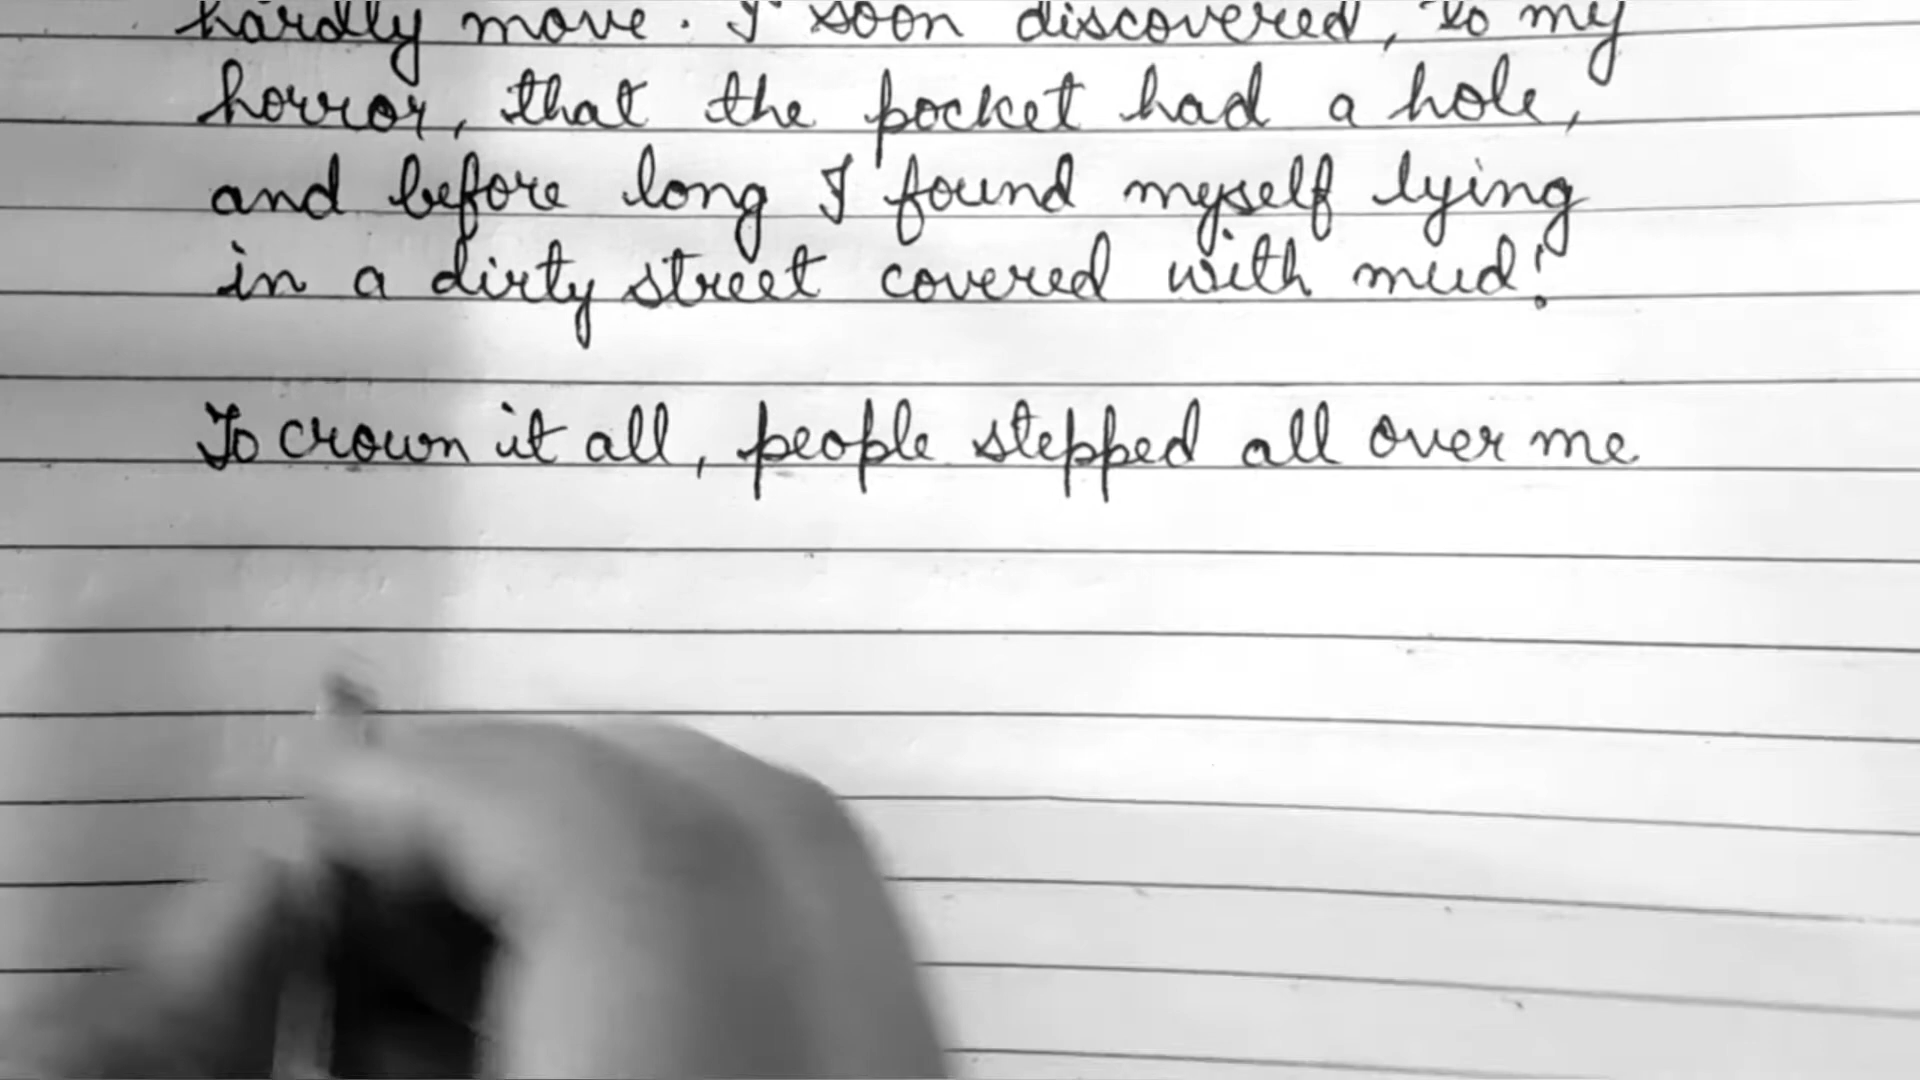 hardly move. I soon discovered, to my
horror, that the pocket had a hole,
and before long I found myself lying
in a dirty street covered with mud!
To crown it all, people stepped all over me